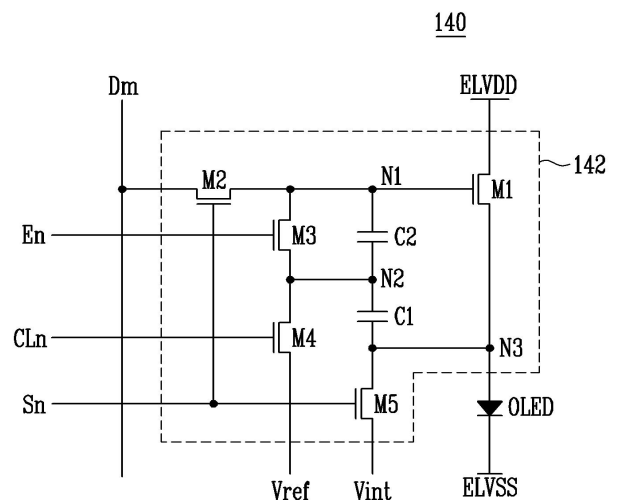 140
Dm
ELVDD
M2
N1
M1
142
En
M3
C2
N2
CLn
M4
C1
N3
Sn
M5
OLED
Vref
Vint
ELVSS